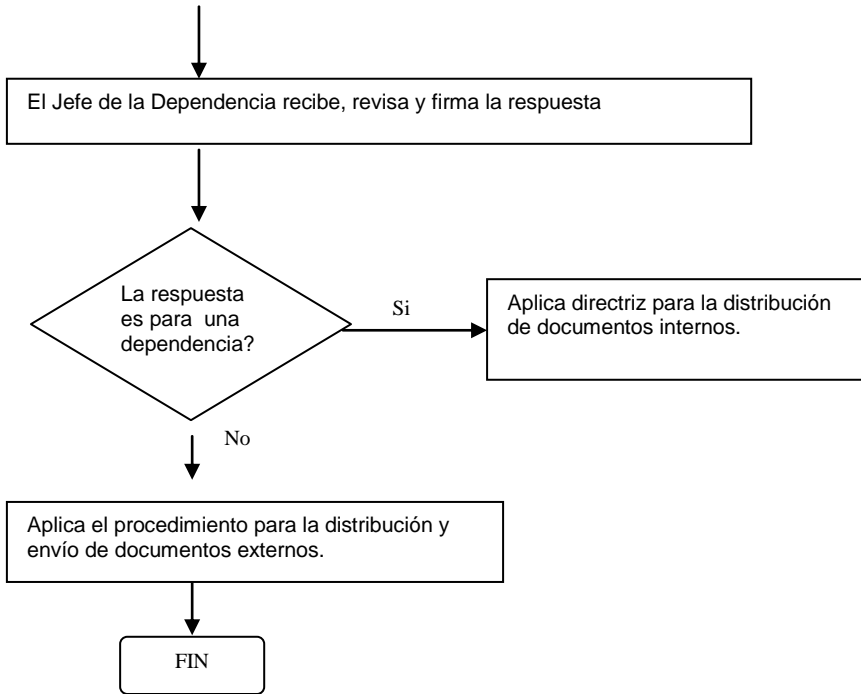 El Jefe de la Dependencia recibe, revisa y firma la respuesta
La respuesta
es para una
dependencia?
Si
Aplica directriz para la distribución
de documentos internos.
No
Aplica el procedimiento para la distribución y
envío de documentos externos.
FIN